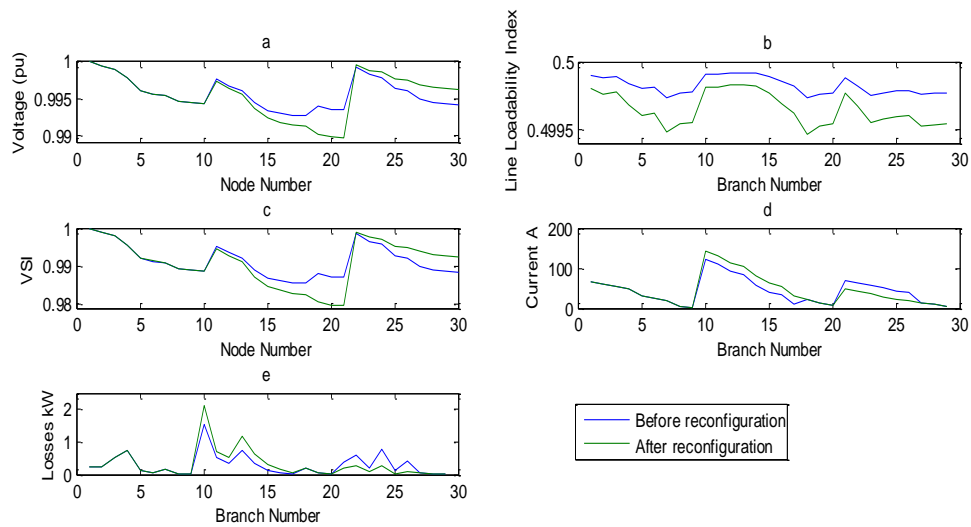 a
Voltage (pu)
1
0.995
0.99
0 5 10 15 20 25 30
Node Number
b
Line Loadability Index
0.5
0.4995
0 5 10 15 20 25 30
Branch Number
c
VSI
1
0.99
0.98
0 5 10 15 20 25 30
Node Number
d
Current A
200
100
0
0 5 10 15 20 25 30
Branch Number
e
Losses kW
2
1
0
0 5 10 15 20 25 30
Branch Number
Before reconfiguration
After reconfiguration